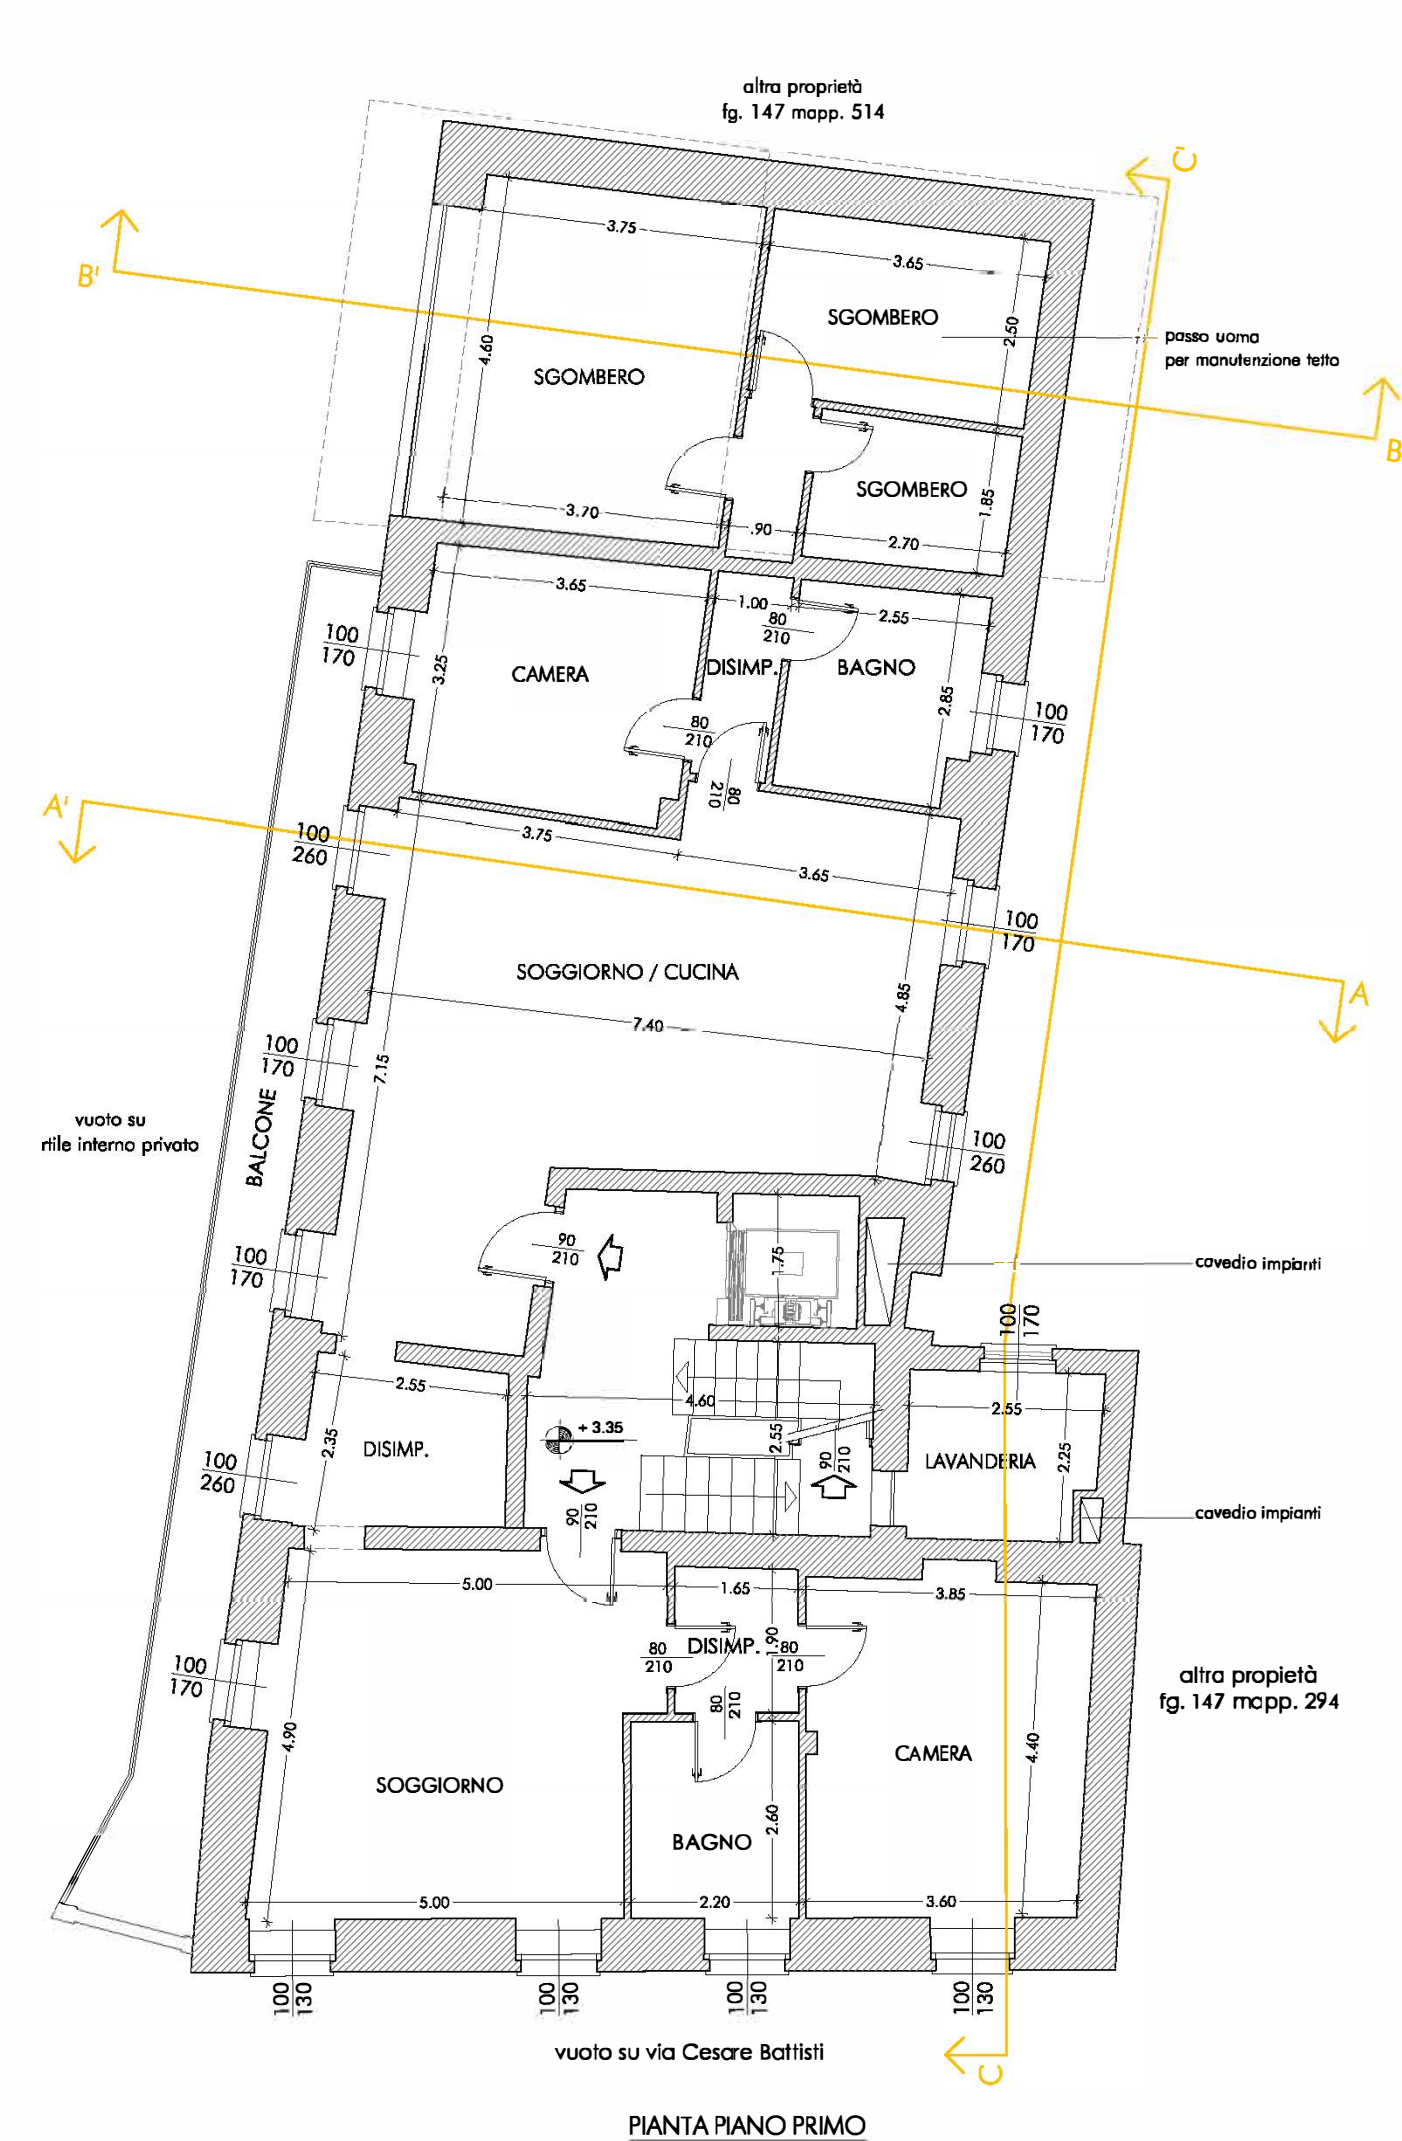 altra proprietà
fg. 147 mapp. 514
C'
B'
3.75
3.65
SGOMBERO
2.50
passo uomo
per manutenzione tetto
4.60
SGOMBERO
B
SGOMBERO
1.85
3.70
.90
2.70
3.65
1.00
2.55
80
210
100
170
3.25
CAMERA
DISIMP.
BAGNO
2.85
100
170
80
210
80
210
A'
100
260
3.75
3.65
100
170
SOGGIORNO / CUCINA
4.85
A
7.40
100
170
7.15
BALCONE
vuoto su
rtile interno privato
100
260
90
210
.75
100
170
cavedio impianti
100
170
2.55
4.60
2.55
+ 3.35
2.55
2.35
DISIMP.
90
210
LAVANDERIA
2.25
100
260
90
210
cavedio impianti
5.00
1.65
3.85
DISIMP.
1.90
80
210
80
210
80
210
100
170
altra propietà
fg. 147 mapp. 294
4.90
CAMERA
4.40
SOGGIORNO
BAGNO
2.60
5.00
2.20
3.60
100
130
100
130
100
130
100
130
vuoto su via Cesare Battisti
C
PIANTA PIANO PRIMO